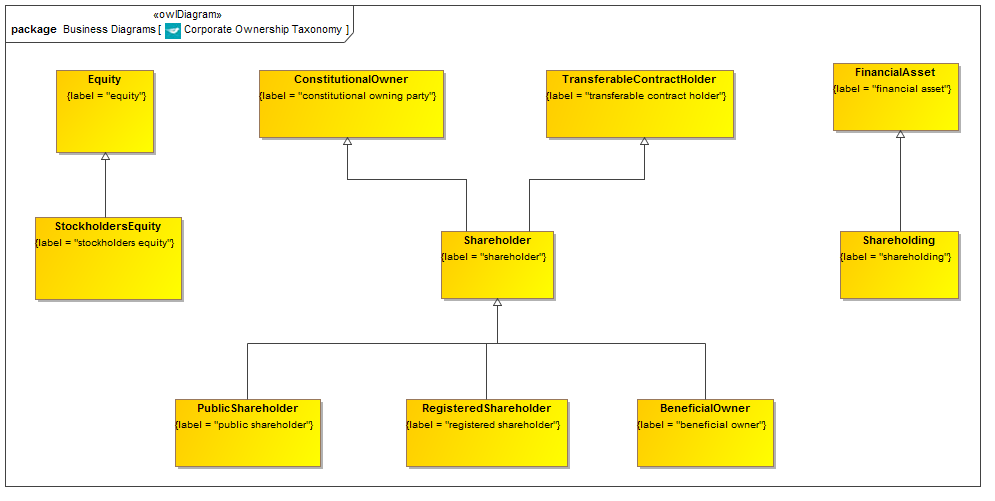 «owlDiagram»
package Business Diagrams [ Corporate Ownership Taxonomy ]
Equity
{label = "equity"}
ConstitutionalOwner
{label = "constitutional owning party"}
TransferableContractHolder
{label = "transferable contract holder"}
FinancialAsset
{label = "financial asset"}
StockholdersEquity
{label = "stockholders equity"}
Shareholder
{label = "shareholder"}
Shareholding
{label = "shareholding"}
PublicShareholder
{label = "public shareholder"}
RegisteredShareholder
{label = "registered shareholder"}
BeneficialOwner
{label = "beneficial owner"}